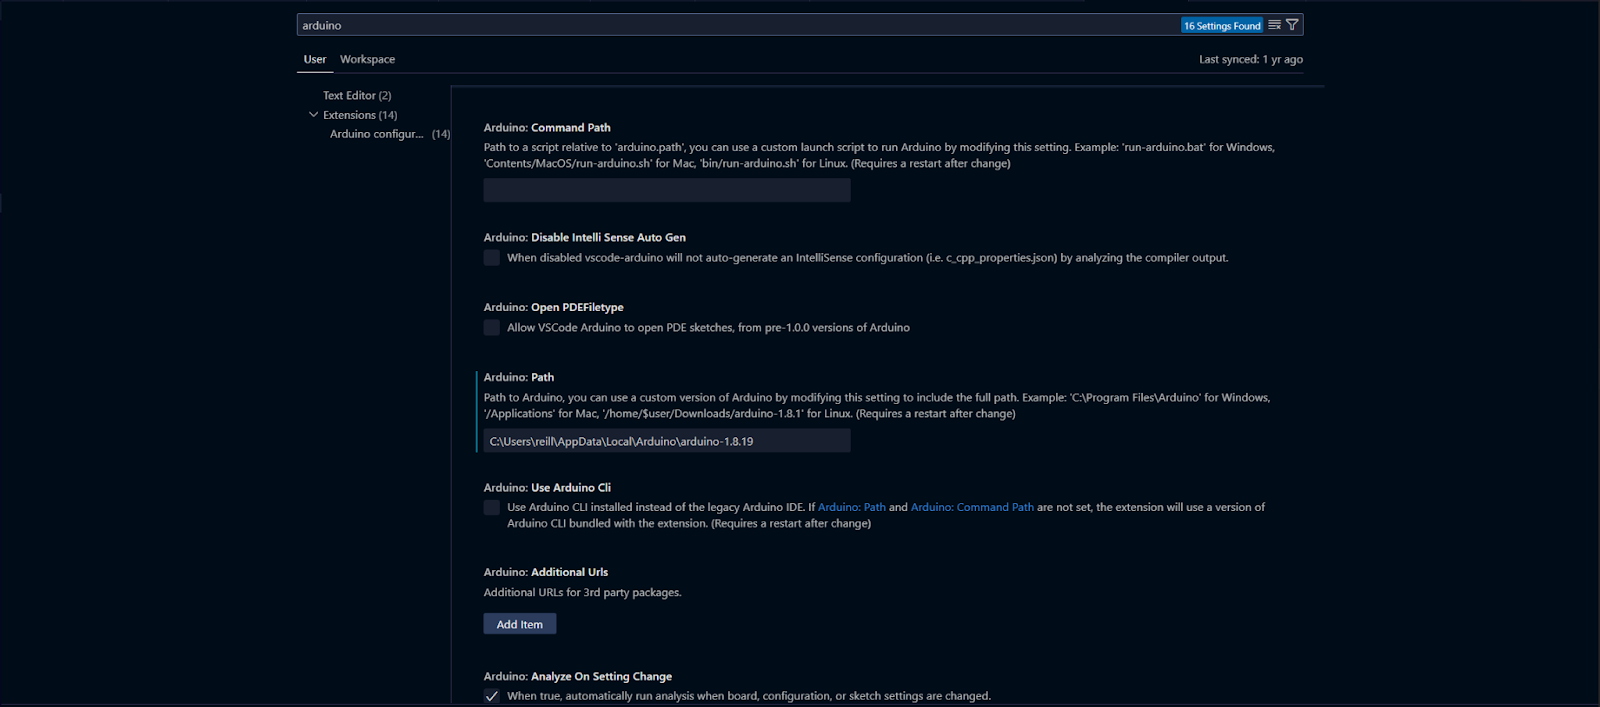 arduino
16 Settings Found
User
Workspace
Last synced: 1 yr ago
Text Editor (2)
Extensions (14)
Arduino configur... (14)
Arduino: Command Path
Path to a script relative to 'arduino.path', you can use a custom launch script to run Arduino by modifying this setting. Example: 'run-arduino.bat' for Windows,
'Contents/MacOS/run-arduino.sh' for Mac, 'bin/run-arduino.sh' for Linux. (Requires a restart after change)
Arduino: Disable Intelli Sense Auto Gen
When disabled vscode-arduino will not auto-generate an IntelliSense configuration (i.e. c_cpp_properties.json) by analyzing the compiler output.
Arduino: Open PDEFiletype
Allow VSCode Arduino to open PDE sketches, from pre-1.0.0 versions of Arduino
Arduino: Path
Path to Arduino, you can use a custom version of Arduino by modifying this setting to include the full path. Example: 'C:\Program Files\Arduino' for Windows,
'/Applications' for Mac, '/home/$user/Downloads/arduino-1.8.1' for Linux. (Requires a restart after change)
C:\Users\reill\AppData\Local\Arduino\arduino-1.8.19
Arduino: Use Arduino Cli
Use Arduino CLI installed instead of the legacy Arduino IDE. If Arduino: Path and Arduino: Command Path are not set, the extension will use a version of
Arduino CLI bundled with the extension. (Requires a restart after change)
Arduino: Additional Urls
Additional URLs for 3rd party packages.
Add Item
Arduino: Analyze On Setting Change
When true, automatically run analysis when board, configuration, or sketch settings are changed.